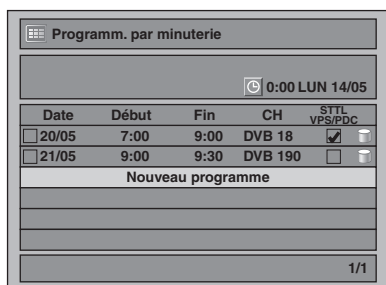 Programm. par minuterie
0:00 LUN 14/05
Date Début Fin CH STTL VPS/PDC
20/05 7:00 9:00 DVB 18
21/05 9:00 9:30 DVB 190
Nouveau programme
1/1